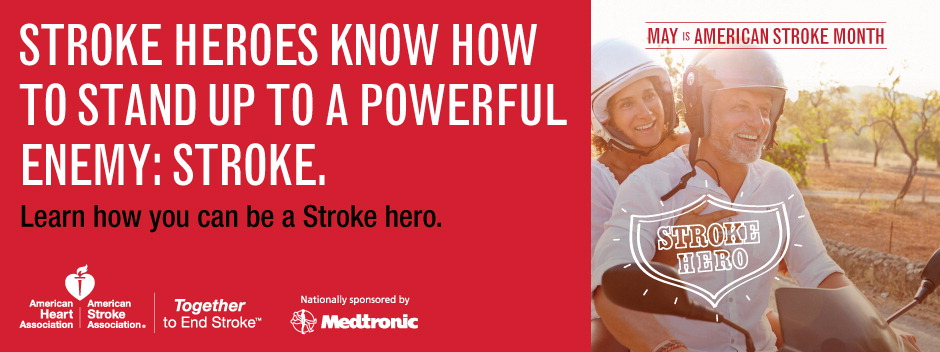 STROKE HEROES KNOW HOW
TO STAND UP TO A POWERFUL
ENEMY: STROKE.
Learn how you can be a Stroke hero.
American
Heart
Association
American
Stroke
Association®
Together
to End Stroke™
Nationally sponsored by
Medtronic
MAY IS AMERICAN STROKE MONTH
STROKE
HERO